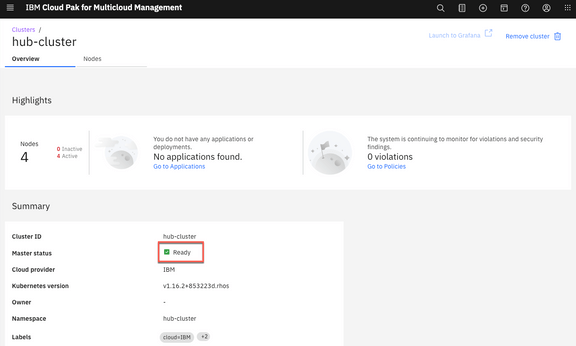 IBM Cloud Pak for Multicloud Management
Clusters /
hub-cluster
Launch to Grafana
Remove cluster
Overview
Nodes
Highlights
Nodes
4
0 Inactive
4 Active
You do not have any applications or
deployments.
No applications found.
Go to Applications
The system is continuing to monitor for violations and security
findings.
0 violations
Go to Policies
Summary
Cluster ID hub-cluster
Master status Ready
Cloud provider IBM
Kubernetes version v1.16.2+853223d.rhos
Owner -
Namespace hub-cluster
Labels cloud=IBM +2